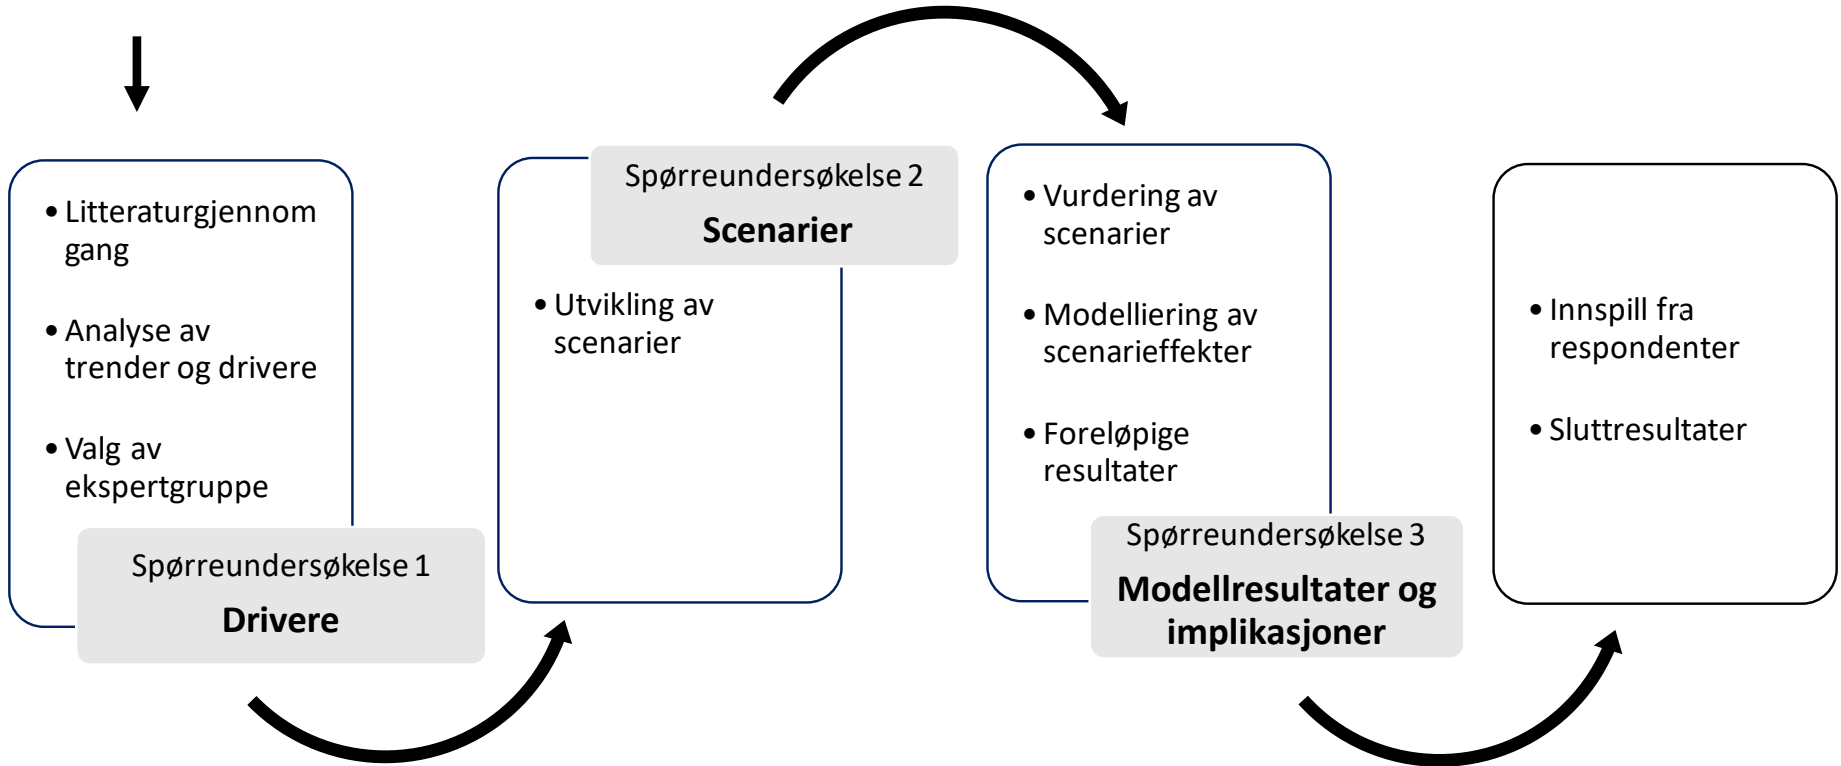 • Litteraturgjennom
gang
• Analyse av
trender og drivere
• Valg av
ekspertgruppe
Spørreundersøkelse 1
Drivere
Spørreundersøkelse 2
Scenarier
• Utvikling av
scenarier
• Vurdering av
scenarier
• Modelliering av
scenarieffekter
• Foreløpige
resultater
Spørreundersøkelse 3
Modellresultater og
implikasjoner
• Innspill fra
respondenter
• Sluttresultater